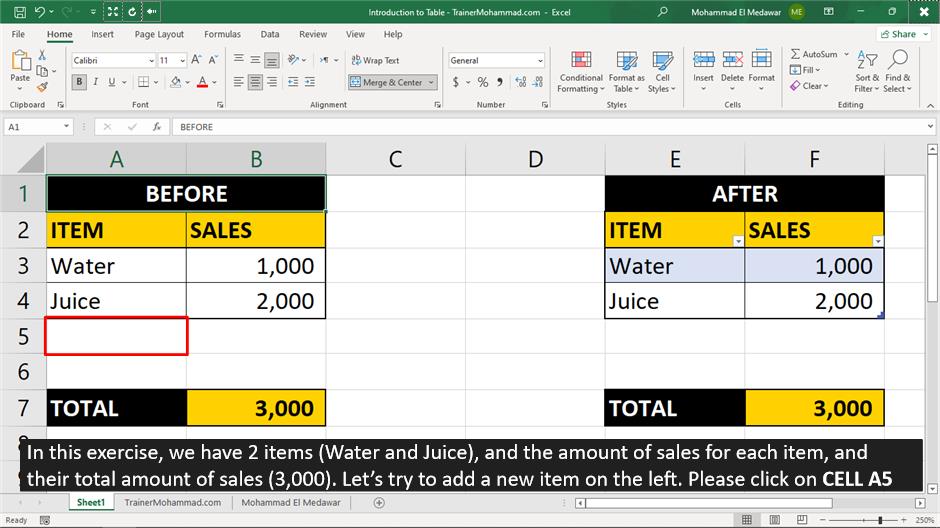 Introduction to Table - TrainerMohammad.com - Excel
Mohammad El Medawar ME
File Home Insert Page Layout Formulas Data Review View Help Share
Calibri 11 A A Wrap Text General AutoSum
Paste Fill
B I U A Merge & Center $ % , Clear
Conditional Formatting
Format as Table
Cell Styles
Insert Delete Format
Sort & Filter
Find & Select
Clipboard Font Alignment Number Styles Cells Editing
A1 fx BEFORE
A B C D E F
1 BEFORE AFTER
2 ITEM SALES ITEM SALES
3 Water 1,000 Water 1,000
4 Juice 2,000 Juice 2,000
5
6
7 TOTAL 3,000 TOTAL 3,000
In this exercise, we have 2 items (Water and Juice), and the amount of sales for each item, and
their total amount of sales (3,000). Let's try to add a new item on the left. Please click on CELL A5
Sheet1 TrainerMohammad.com Mohammad El Medawar
Ready 250%